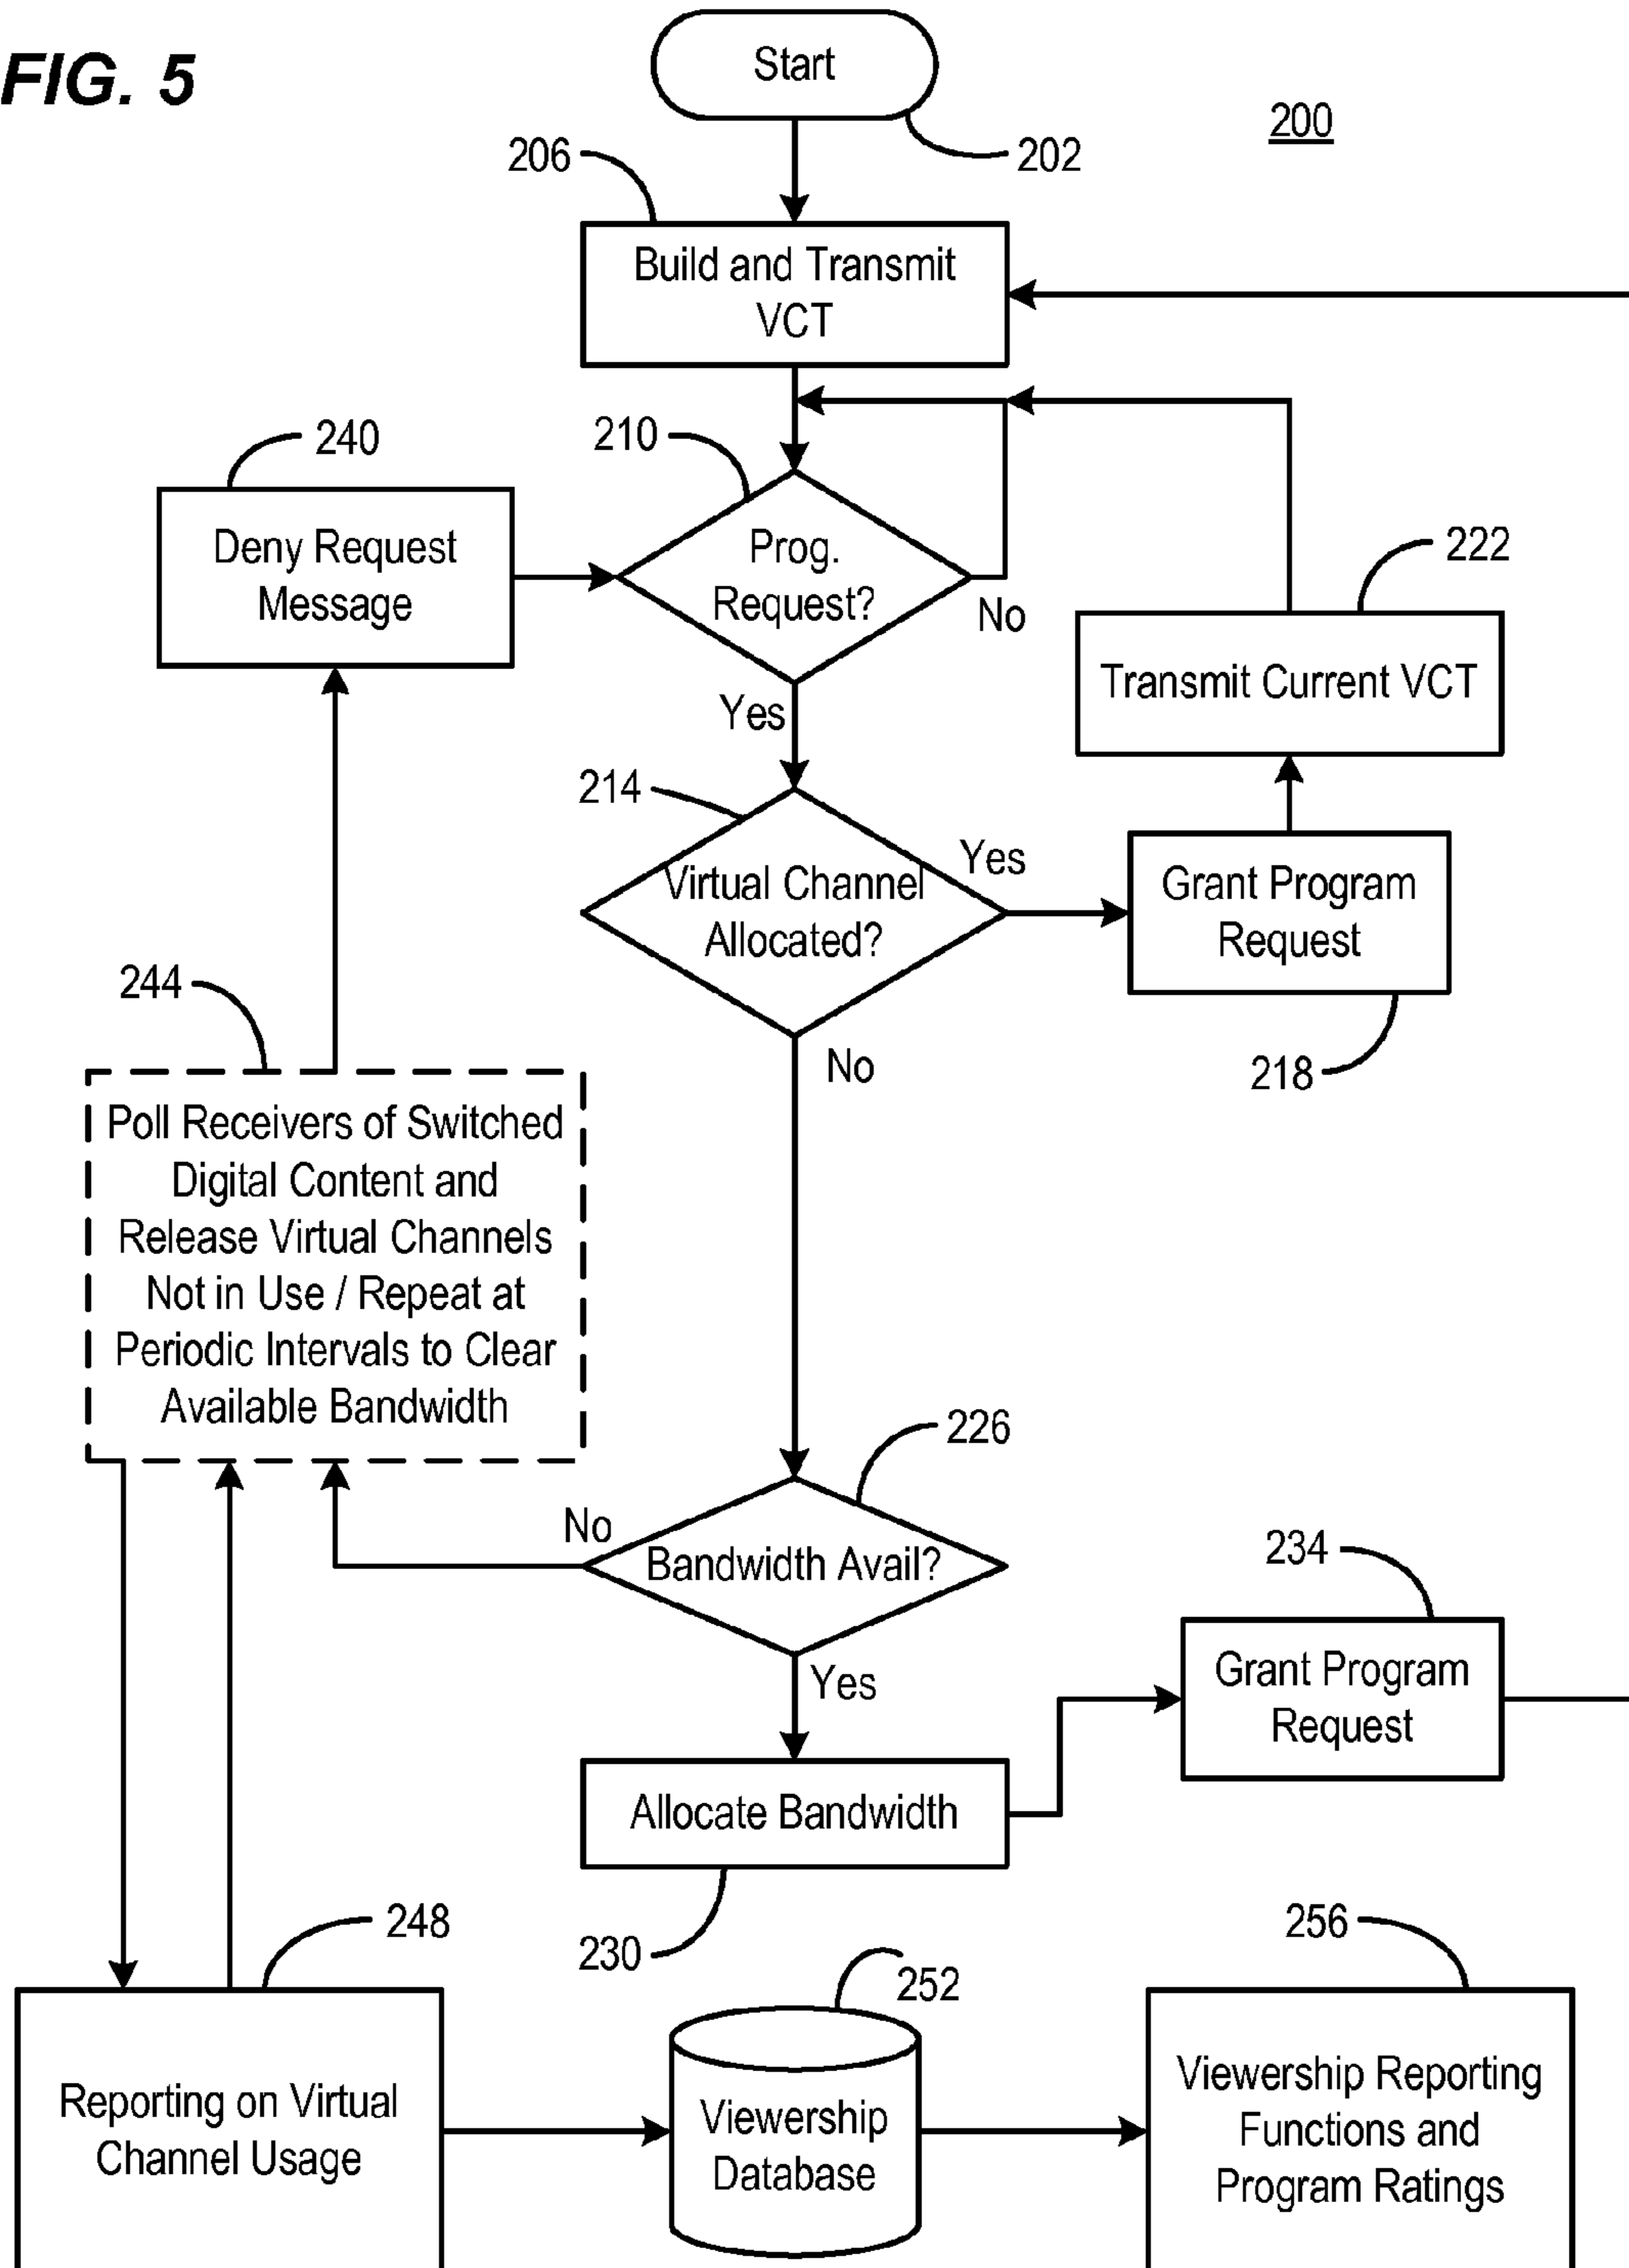 FIG. 5
Start
200
202
206
Build and Transmit
VCT
240
210
Deny Request
Message
Prog.
Request?
No
222
Transmit Current VCT
Yes
214
Virtual Channel
Allocated?
Yes
Grant Program
Request
218
No
244
Poll Receivers of Switched
Digital Content and
Release Virtual Channels
Not in Use / Repeat at
Periodic Intervals to Clear
Available Bandwidth
226
No
Bandwidth Avail?
Yes
234
Grant Program
Request
Allocate Bandwidth
230
248
252
256
Reporting on Virtual
Channel Usage
Viewership
Database
Viewership Reporting
Functions and
Program Ratings